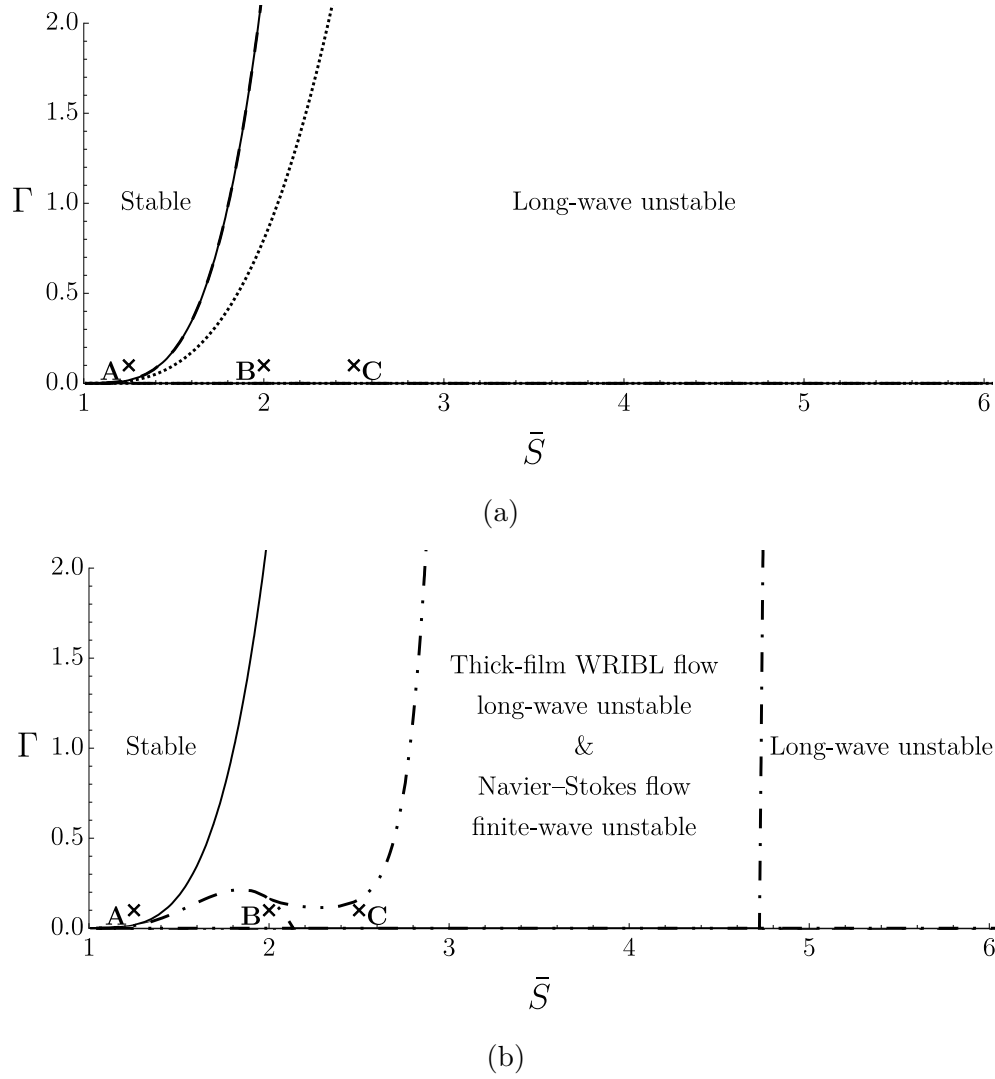 2.0
1.5
Γ Stable 1.0 Long-wave unstable
0.5
A B C
0.0
1 2 3 4 5 6
S̄
(a)
2.0
1.5
Thick-film WRIBL flow
long-wave unstable
Γ Stable 1.0 & Long-wave unstable
Navier–Stokes flow
0.5 finite-wave unstable
A B C
0.0
1 2 3 4 5 6
S̄
(b)